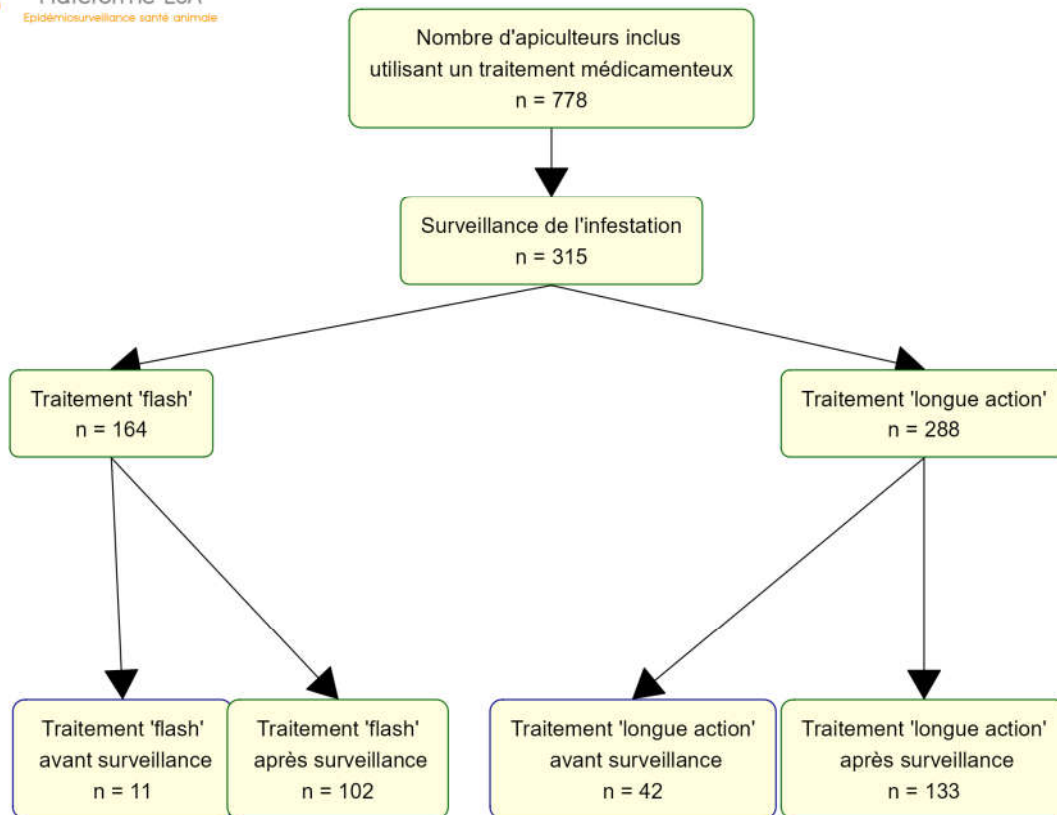 Plateforme ESA
Epidémiosurveillance santé animale
Nombre d'apiculteurs inclus
utilisant un traitement médicamenteux
n = 778
Surveillance de l'infestation
n = 315
Traitement 'flash'
n = 164
Traitement 'longue action'
n = 288
Traitement 'flash'
avant surveillance
n = 11
Traitement 'flash'
après surveillance
n = 102
Traitement 'longue action'
avant surveillance
n = 42
Traitement 'longue action'
après surveillance
n = 133